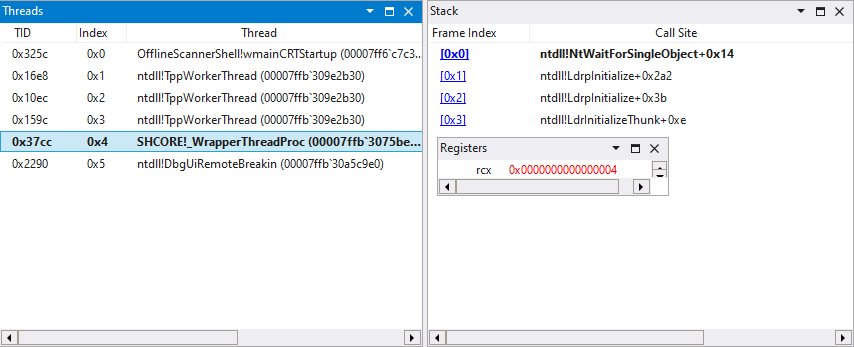 Threads
TID Index Thread
0x325c 0x0 OfflineScannerShell!wmainCRTStartup (00007ff6`c7c3...
0x16e8 0x1 ntdll!TppWorkerThread (00007ffb`309e2b30)
0x10ec 0x2 ntdll!TppWorkerThread (00007ffb`309e2b30)
0x159c 0x3 ntdll!TppWorkerThread (00007ffb`309e2b30)
0x37cc 0x4 SHCORE!_WrapperThreadProc (00007ffb`3075be...
0x2290 0x5 ntdll!DbgUiRemoteBreakin (00007ffb`30a5c9e0)
Stack
Frame Index Call Site
[0x0] ntdll!NtWaitForSingleObject+0x14
[0x1] ntdll!LdrpInitialize+0x2a2
[0x2] ntdll!LdrpInitialize+0x3b
[0x3] ntdll!LdrInitializeThunk+0xe
Registers
rcx 0x0000000000000004